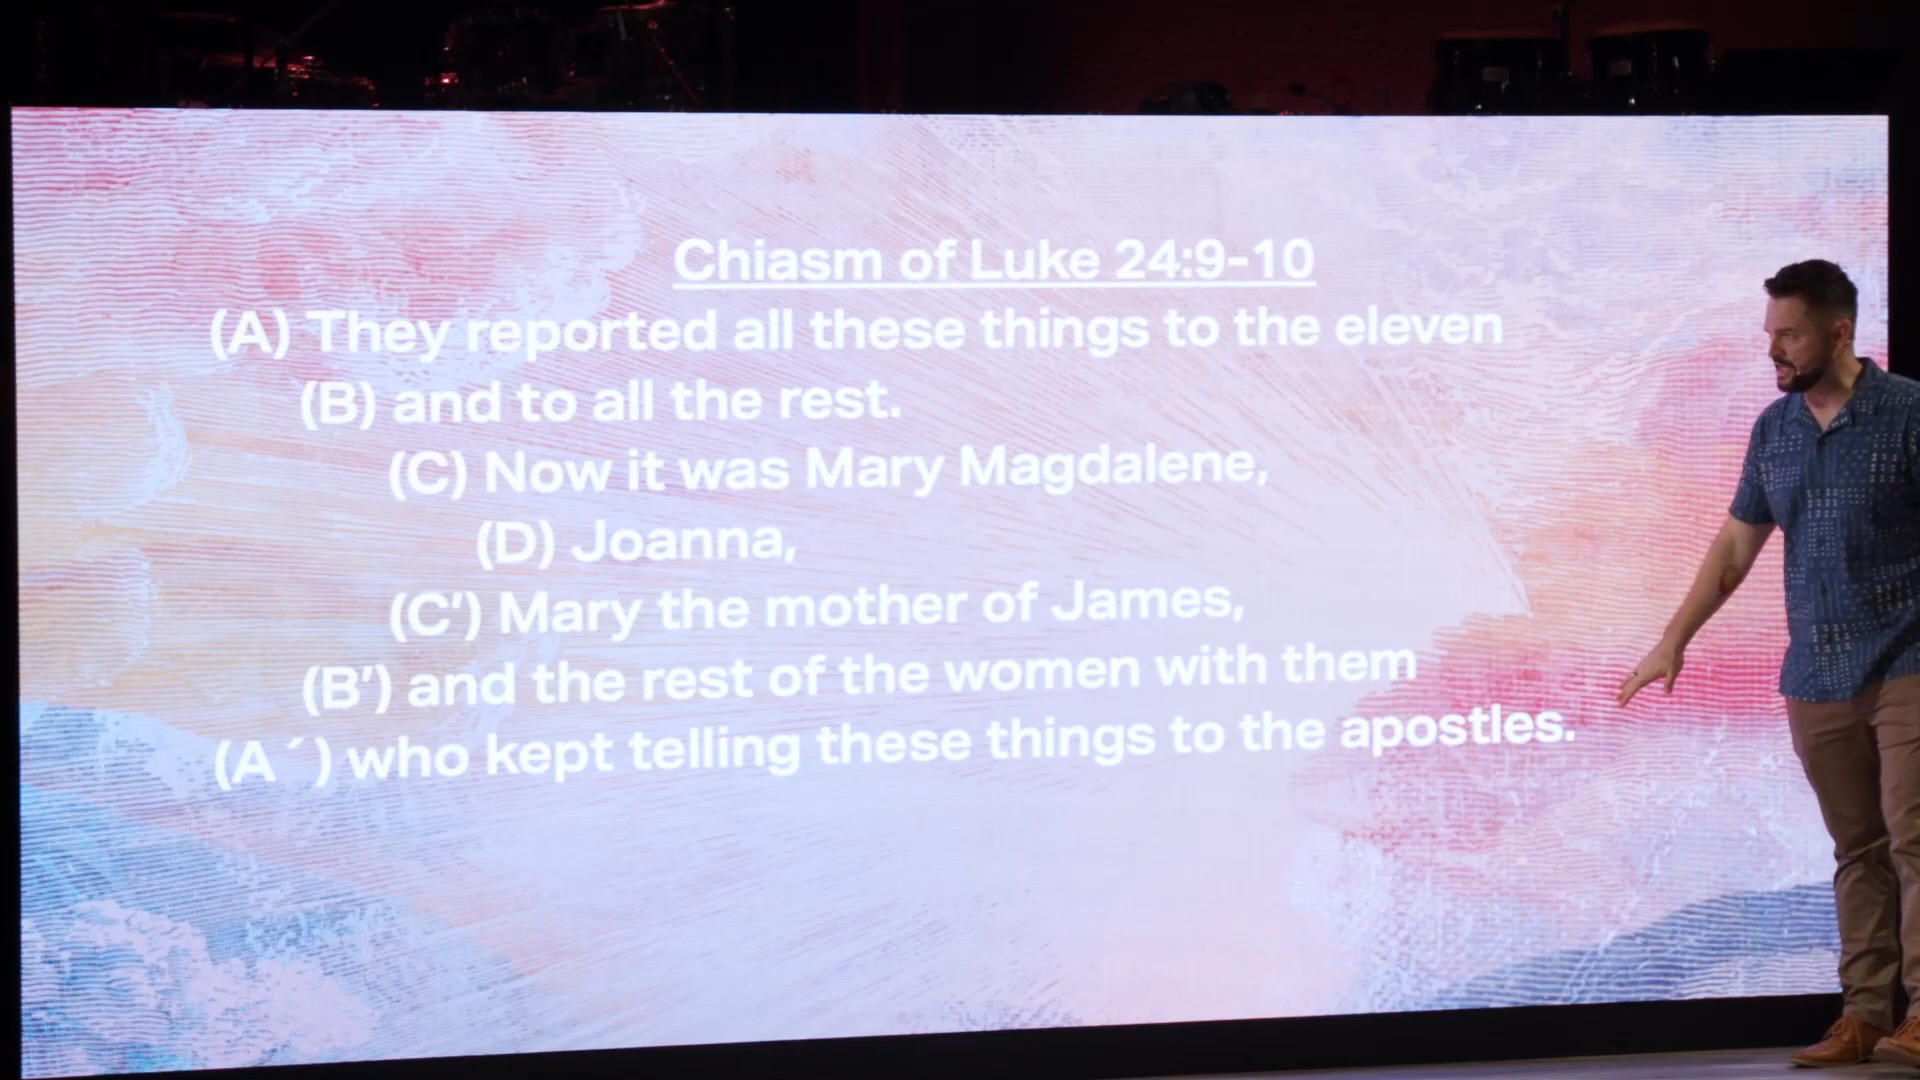 Chiasm of Luke 24:9-10
(A) They reported all these things to the eleven
(B) and to all the rest.
(C) Now it was Mary Magdalene,
(D) Joanna,
(C′) Mary the mother of James,
(B′) and the rest of the women with them
(A´) who kept telling these things to the apostles.